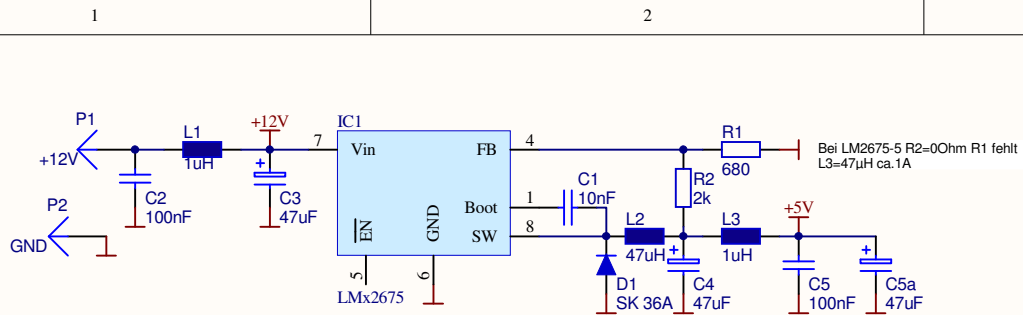 1
2
P1
+12V
L1
1uH
+12V
C2
100nF
C3
47uF
P2
GND
IC1
7
Vin
FB
4
Boot
1
SW
8
EN
GND
5
6
LMx2675
C1
10nF
R1
680
R2
2k
Bei LM2675-5 R2=0Ohm R1 fehlt
L3=47µH ca.1A
L2
47uH
L3
1uH
+5V
D1
SK 36A
C4
47uF
C5
100nF
C5a
47uF